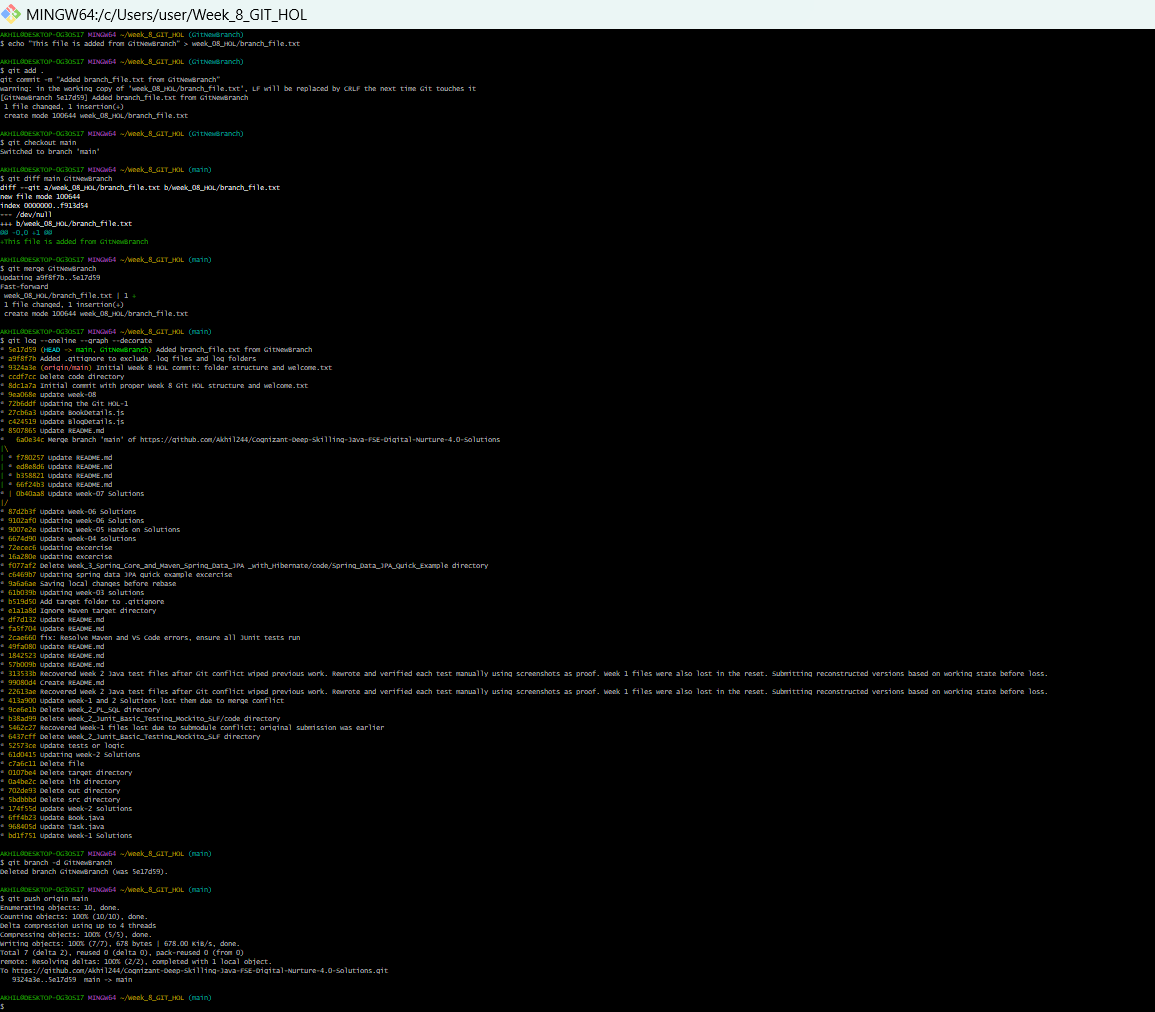 MINGW64:/c/Users/user/Week_8_GIT_HOL
AKHIL@DESKTOP-OG3OS17 MINGW64 ~/Week_8_GIT_HOL (GitNewBranch)
$ echo "This file is added from GitNewBranch" > week_08_HOL/branch_file.txt
AKHIL@DESKTOP-OG3OS17 MINGW64 ~/Week_8_GIT_HOL (GitNewBranch)
$ git add .
git commit -m "Added branch_file.txt from GitNewBranch"
warning: in the working copy of 'week_08_HOL/branch_file.txt', LF will be replaced by CRLF the next time Git touches it
[GitNewBranch 5e17d59] Added branch_file.txt from GitNewBranch
1 file changed, 1 insertion(+)
create mode 100644 week_08_HOL/branch_file.txt
AKHIL@DESKTOP-OG3OS17 MINGW64 ~/Week_8_GIT_HOL (GitNewBranch)
$ git checkout main
Switched to branch 'main'
AKHIL@DESKTOP-OG3OS17 MINGW64 ~/Week_8_GIT_HOL (main)
$ git diff main GitNewBranch
diff --git a/week_08_HOL/branch_file.txt b/week_08_HOL/branch_file.txt
new file mode 100644
index 0000000..f913d54
--- /dev/null
+++ b/week_08_HOL/branch_file.txt
@@ -0,0 +1 @@
+This file is added from GitNewBranch
AKHIL@DESKTOP-OG3OS17 MINGW64 ~/Week_8_GIT_HOL (main)
$ git merge GitNewBranch
Updating a9f8f7b..5e17d59
Fast-forward
week_08_HOL/branch_file.txt | 1 +
1 file changed, 1 insertion(+)
create mode 100644 week_08_HOL/branch_file.txt
AKHIL@DESKTOP-OG3OS17 MINGW64 ~/Week_8_GIT_HOL (main)
$ git log --oneline --graph --decorate
* 5e17d59 (HEAD -> main, GitNewBranch) Added branch_file.txt from GitNewBranch
* a9f8f7b Added .gitignore to exclude .log files and log folders
* 9324a3e (origin/main) Initial Week 8 HOL commit: folder structure and welcome.txt
* ccdf7cc Delete code directory
* 8dc1a7a Initial commit with proper Week 8 Git HOL structure and welcome.txt
* 9ea068e update week-08
* 72b6ddf Updating the Git HOL-1
* 27cb6a3 Update BookDetails.js
* c424519 Update BlogDetails.js
* 8507865 Update README.md
*   6a0e34c Merge branch 'main' of https://github.com/Akhil244/Cognizant-Deep-Skilling-Java-FSE-Digital-Nurture-4.0-Solutions
|\
| * f780257 Update README.md
| * ed8e8d6 Update README.md
| * b358821 Update README.md
| * 66f24b3 Update README.md
* | 0b40aa8 Update week-07 Solutions
|/
* 87d2b3f Update Week-06 Solutions
* 9102af0 Updating week-06 Solutions
* 9007e2e Updating Week-05 Hands on Solutions
* 6674d90 Update week-04 solutions
* 72ecec6 Updating excercise
* 16a280e Updating excercise
* f077af2 Delete Week_3_Spring_Core_and_Maven_Spring_Data_JPA _with_Hibernate/code/Spring_Data_JPA_Quick_Example directory
* c6469b7 Updating spring data JPA quick example excercise
* 9a6a6ae Saving local changes before rebase
* 61b039b Updating week-03 solutions
* b519d50 Add target folder to .gitignore
* e1a1a8d Ignore Maven target directory
* df7d132 Update README.md
* fa5f704 Update README.md
* 2cae660 fix: Resolve Maven and VS Code errors, ensure all JUnit tests run
* 49fa080 Update README.md
* 1842523 Update README.md
* 57b009b Update README.md
* 313533b Recovered Week 2 Java test files after Git conflict wiped previous work. Rewrote and verified each test manually using screenshots as proof. Week 1 files were also lost in the reset. Submitting reconstructed versions based on working state before loss.
* 99080d4 Create README.md
* 22613ae Recovered Week 2 Java test files after Git conflict wiped previous work. Rewrote and verified each test manually using screenshots as proof. Week 1 files were also lost in the reset. Submitting reconstructed versions based on working state before loss.
* 413a900 Update week-1 and 2 Solutions lost them due to merge conflict
* 9ce6e1b Delete Week_2_PL_SQL directory
* b38ad99 Delete Week_2_Junit_Basic_Testing_Mockito_SLF/code directory
* 5462c27 Recovered Week-1 files lost due to submodule conflict; original submission was earlier
* 6437cff Delete Week_2_Junit_Basic_Testing_Mockito_SLF directory
* 52573ce Update tests or logic
* 61d0415 Updating week-2 Solutions
* c7a6c11 Delete file
* 0107be4 Delete target directory
* 0a4be2c Delete lib directory
* 702de93 Delete out directory
* 5bdbbbd Delete src directory
* 174f55d update Week-2 solutions
* 6ff4b23 Update Book.java
* 968405d Update Task.java
* bd1f751 Update Week-1 Solutions
AKHIL@DESKTOP-OG3OS17 MINGW64 ~/Week_8_GIT_HOL (main)
$ git branch -d GitNewBranch
Deleted branch GitNewBranch (was 5e17d59).
AKHIL@DESKTOP-OG3OS17 MINGW64 ~/Week_8_GIT_HOL (main)
$ git push origin main
Enumerating objects: 10, done.
Counting objects: 100% (10/10), done.
Delta compression using up to 4 threads
Compressing objects: 100% (5/5), done.
Writing objects: 100% (7/7), 678 bytes | 678.00 KiB/s, done.
Total 7 (delta 2), reused 0 (delta 0), pack-reused 0 (from 0)
remote: Resolving deltas: 100% (2/2), completed with 1 local object.
To https://github.com/Akhil244/Cognizant-Deep-Skilling-Java-FSE-Digital-Nurture-4.0-Solutions.git
9324a3e..5e17d59  main -> main
AKHIL@DESKTOP-OG3OS17 MINGW64 ~/Week_8_GIT_HOL (main)
$